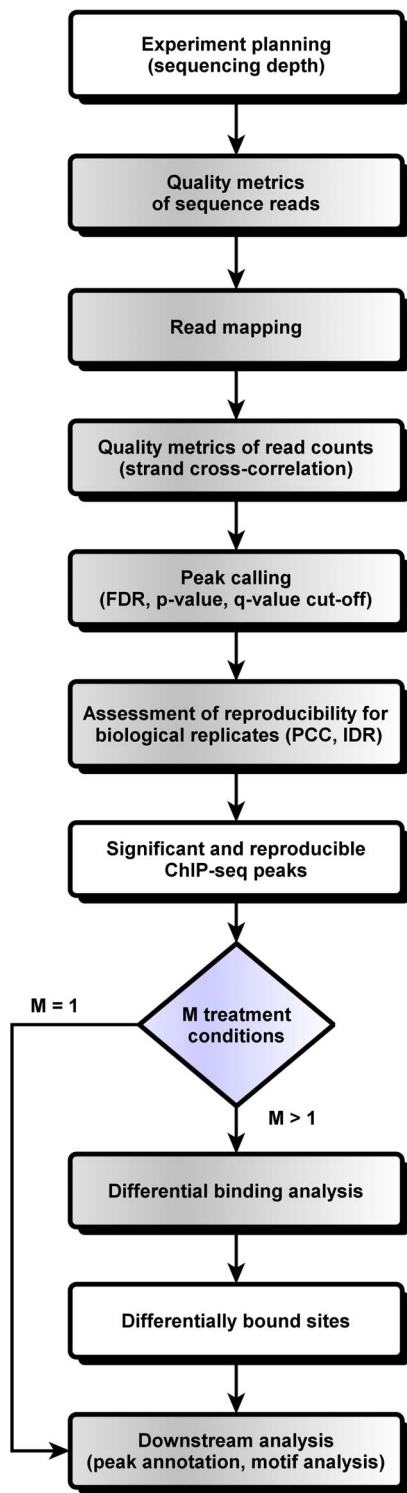 Experiment planning
(sequencing depth)
Quality metrics
of sequence reads
Read mapping
Quality metrics of read counts
(strand cross-correlation)
Peak calling
(FDR, p-value, q-value cut-off)
Assessment of reproducibility for
biological replicates (PCC, IDR)
Significant and reproducible
ChIP-seq peaks
M = 1
M treatment
conditions
M > 1
Differential binding analysis
Differentially bound sites
Downstream analysis
(peak annotation, motif analysis)